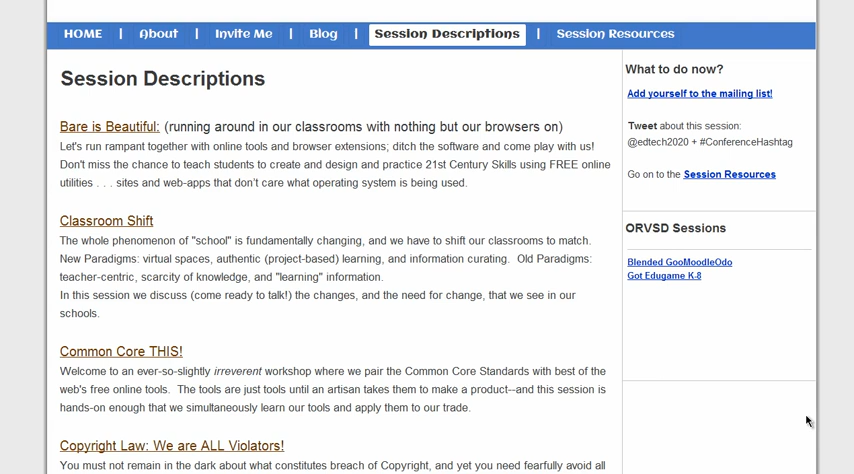 HOME | About | Invite Me | Blog | Session Descriptions | Session Resources
Session Descriptions
Bare is Beautiful: (running around in our classrooms with nothing but our browsers on)
Let's run rampant together with online tools and browser extensions; ditch the software and come play with us!
Don't miss the chance to teach students to create and design and practice 21st Century Skills using FREE online
utilities . . . sites and web-apps that don't care what operating system is being used.
Classroom Shift
The whole phenomenon of "school" is fundamentally changing, and we have to shift our classrooms to match.
New Paradigms: virtual spaces, authentic (project-based) learning, and information curating. Old Paradigms:
teacher-centric, scarcity of knowledge, and "learning" information.
In this session we discuss (come ready to talk!) the changes, and the need for change, that we see in our
schools.
Common Core THIS!
Welcome to an ever-so-slightly irreverent workshop where we pair the Common Core Standards with best of the
web's free online tools. The tools are just tools until an artisan takes them to make a product--and this session is
hands-on enough that we simultaneously learn our tools and apply them to our trade.
Copyright Law: We are ALL Violators!
You must not remain in the dark about what constitutes breach of Copyright, and yet you need fearfully avoid all
What to do now?
Add yourself to the mailing list!
Tweet about this session:
@edtech2020 + #ConferenceHashtag
Go on to the Session Resources
ORVSD Sessions
Blended GooMoodleOdo
Got Edugame K-8